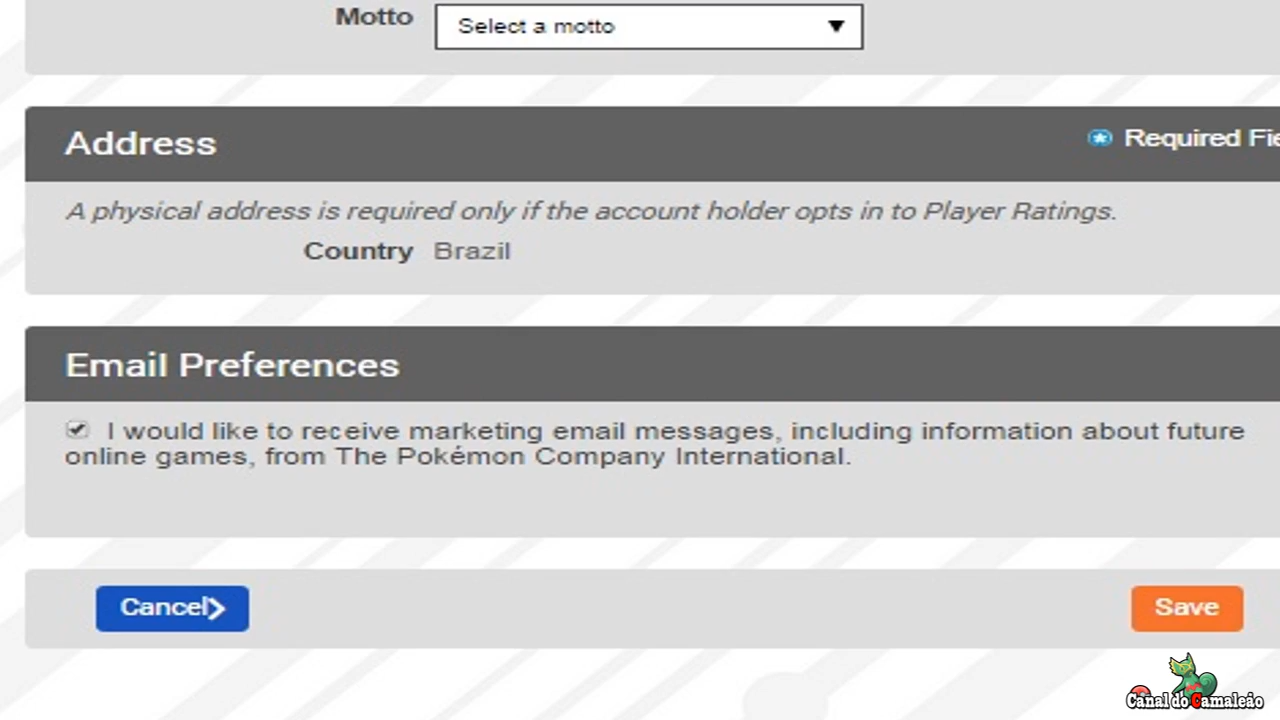 Motto
Select a motto
Address
Required Fie
A physical address is required only if the account holder opts in to Player Ratings.
Country Brazil
Email Preferences
I would like to receive marketing email messages, including information about future
online games, from The Pokémon Company International.
Cancel
Save
Canal do Camaleão